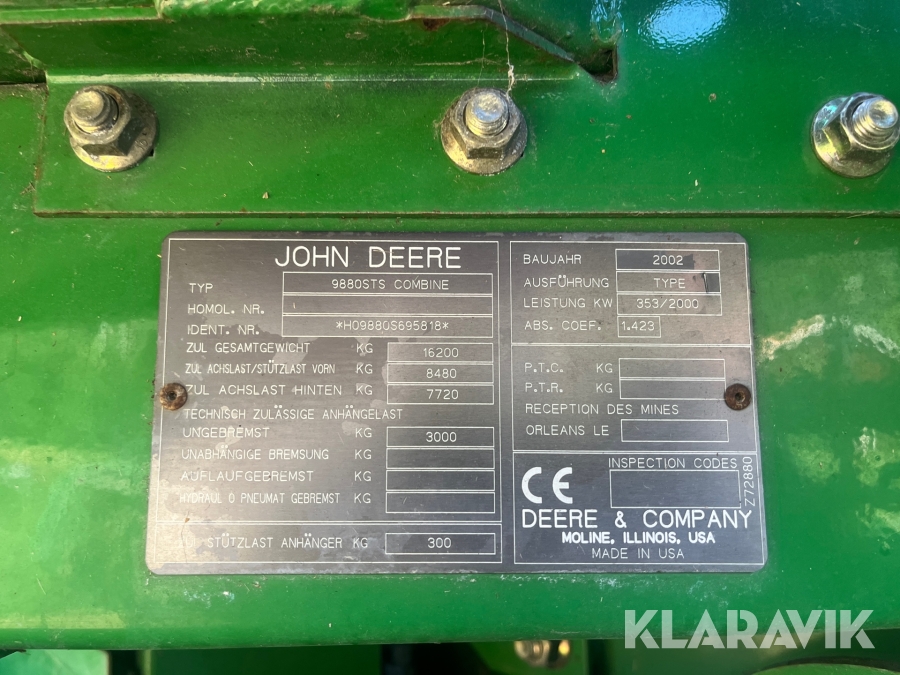 JOHN DEERE
TYP 9880STS COMBINE
HOMOL. NR.
IDENT. NR. *H09880S695818*
ZUL GESAMTGEWICHT KG 16200
ZUL ACHSLAST/STÜTZLAST VORN KG 8480
ZUL ACHSLAST HINTEN KG 7720
TECHNISCH ZULÄSSIGE ANHÄNGELAST
UNGEBREMST KG 3000
UNABHÄNGIGE BREMSUNG KG
AUFLAUFGEBREMST KG
HYDRAUL O PNEUMAT GEBREMST KG
ZUL STÜTZLAST ANHÄNGER KG 300
BAUJAHR 2002
AUSFÜHRUNG TYPE
LEISTUNG KW 353/2000
ABS. COEF. 1.423
P.T.C. KG
P.T.R. KG
RECEPTION DES MINES
ORLEANS LE
INSPECTION CODES
CE
Z72880
DEERE & COMPANY
MOLINE, ILLINOIS, USA
MADE IN USA
KLARAVIK